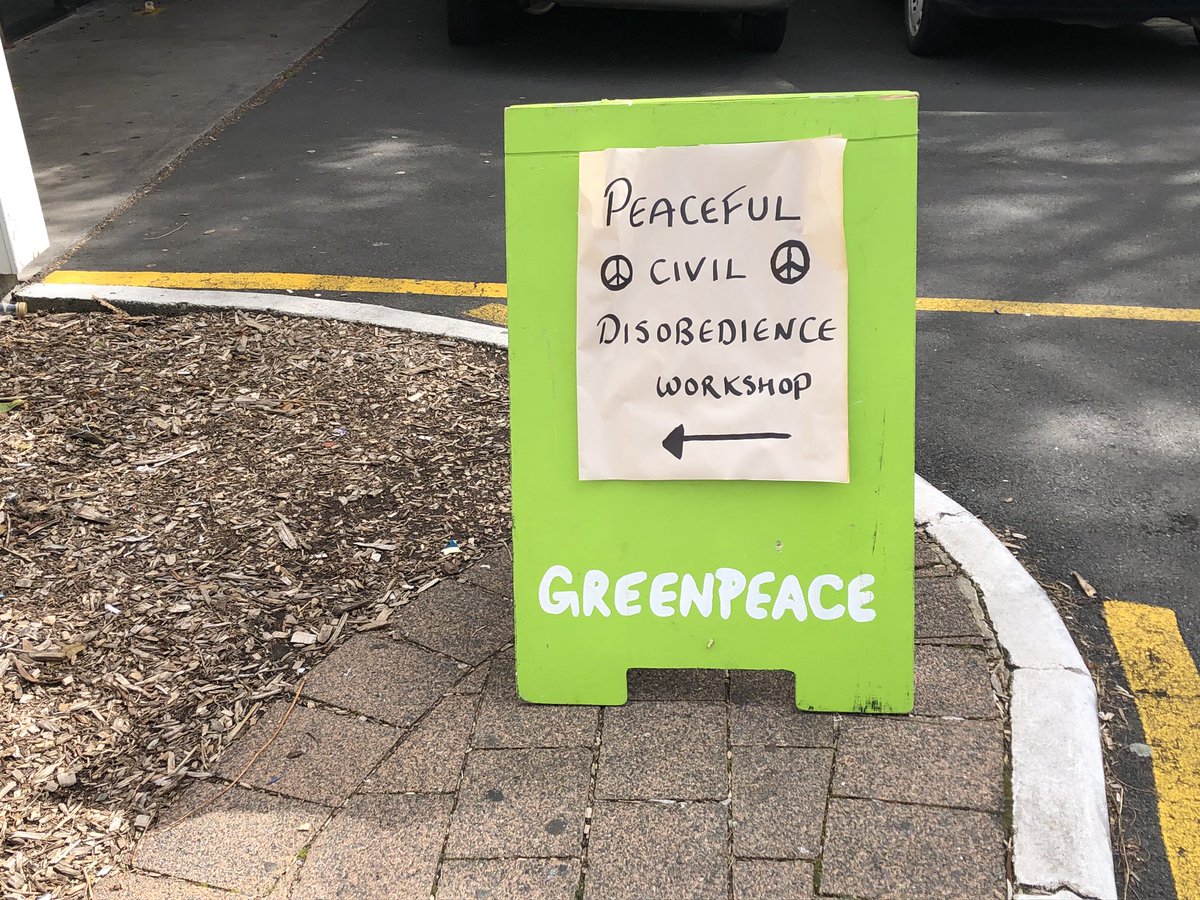 PEACEFUL
CIVIL
DISOBEDIENCE
WORKSHOP
GREENPEACE